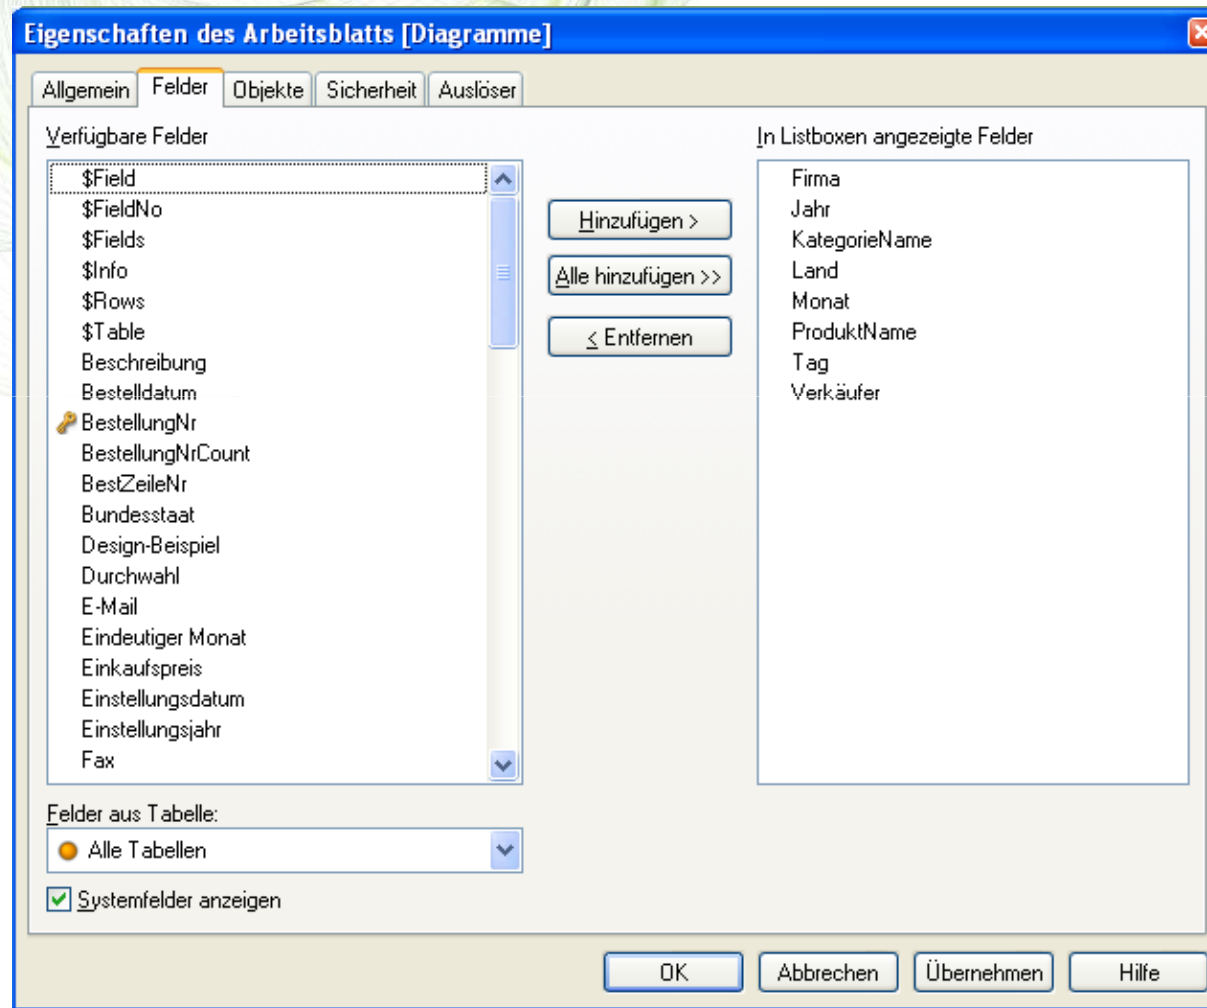 Eigenschaften des Arbeitsblatts [Diagramme]
Allgemein Felder Objekte Sicherheit Auslöser
Verfügbare Felder
$Field
$FieldNo
$Fields
$Info
$Rows
$Table
Beschreibung
Bestelldatum
BestellungNr
BestellungNrCount
BestZeileNr
Bundesstaat
Design-Beispiel
Durchwahl
E-Mail
Eindeutiger Monat
Einkaufspreis
Einstellungsdatum
Einstellungsjahr
Fax
Hinzufügen >
Alle hinzufügen >>
< Entfernen
In Listboxen angezeigte Felder
Firma
Jahr
KategorieName
Land
Monat
ProduktName
Tag
Verkäufer
Felder aus Tabelle:
Alle Tabellen
Systemfelder anzeigen
OK Abbrechen Übernehmen Hilfe